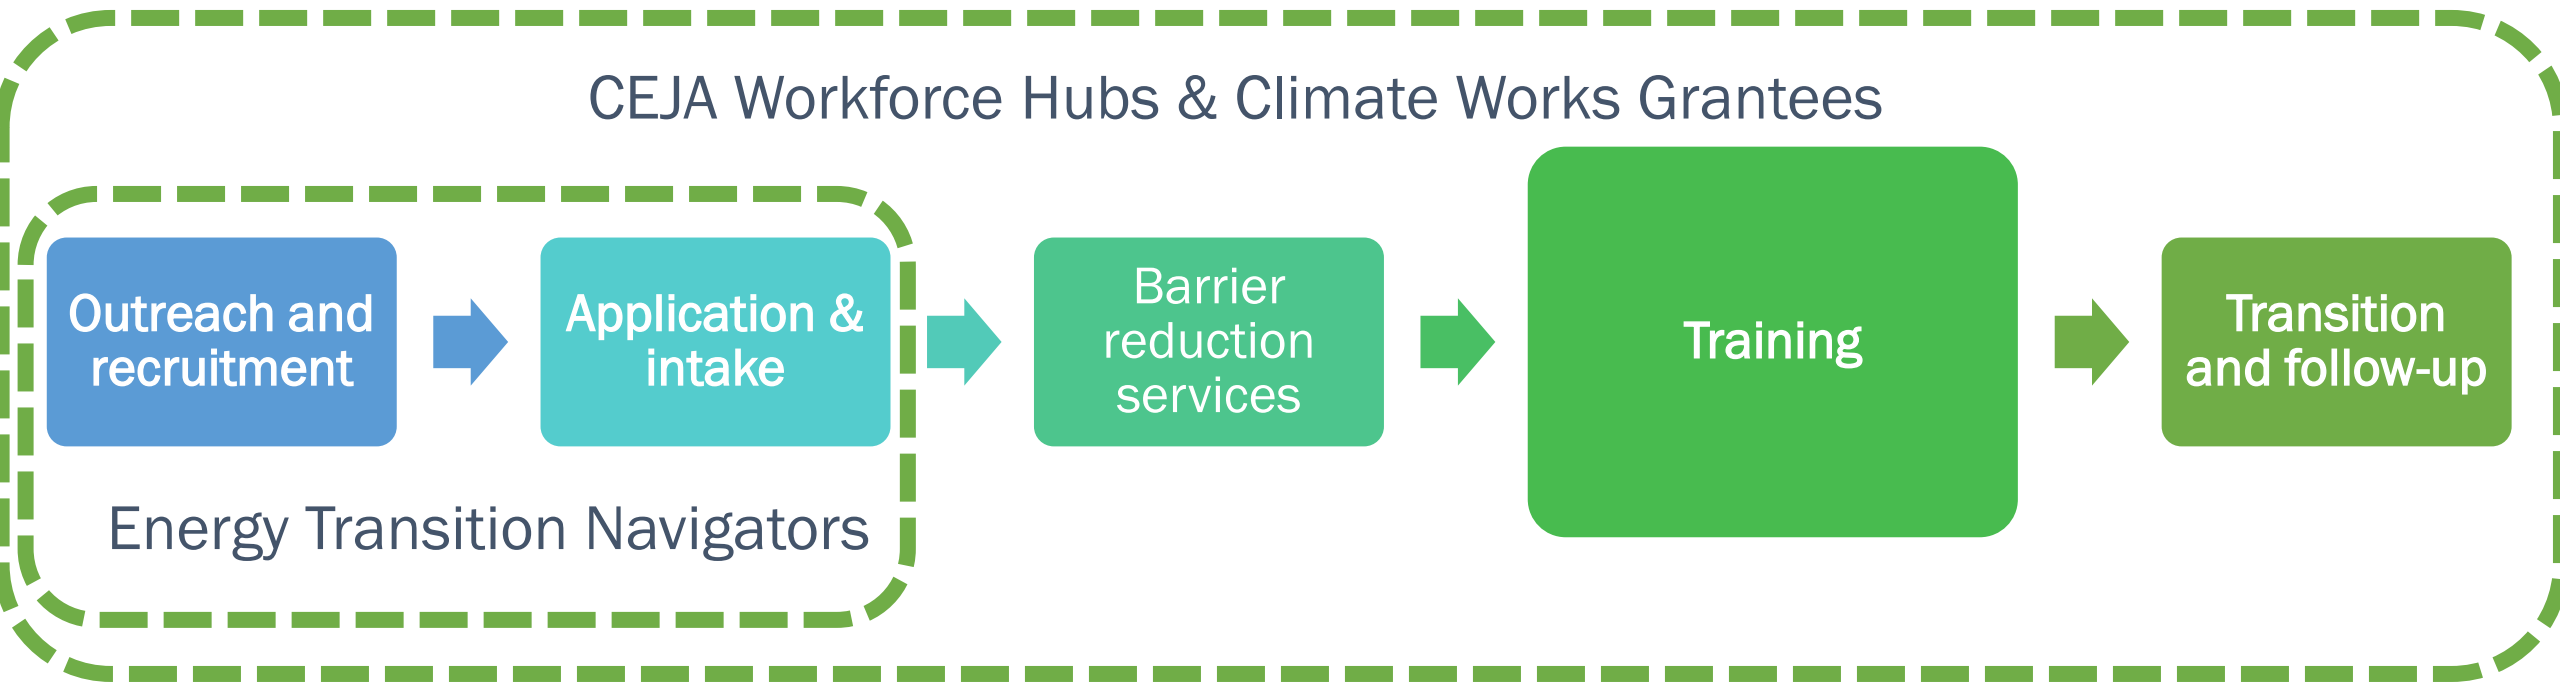 CEJA Workforce Hubs & Climate Works Grantees
Outreach and
recruitment
Application &
intake
Barrier
reduction
services
Training
Transition
and follow-up
Energy Transition Navigators